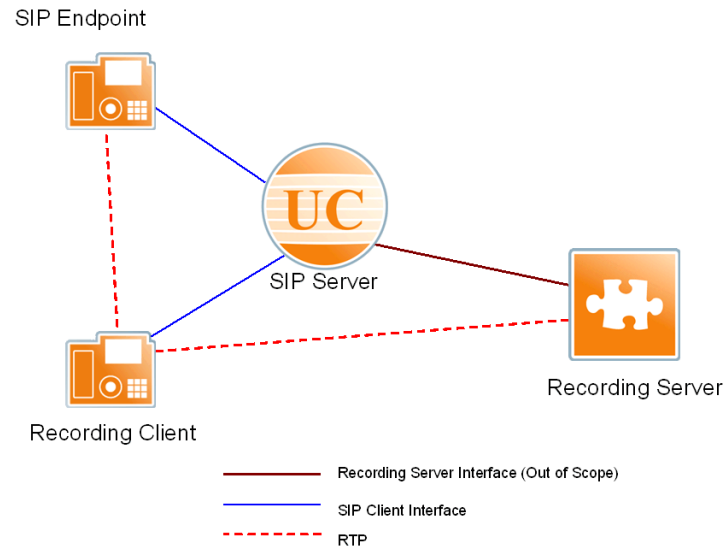 SIP Endpoint
UC
SIP Server
Recording Server
Recording Client
Recording Server Interface (Out of Scope)
SIP Client Interface
RTP